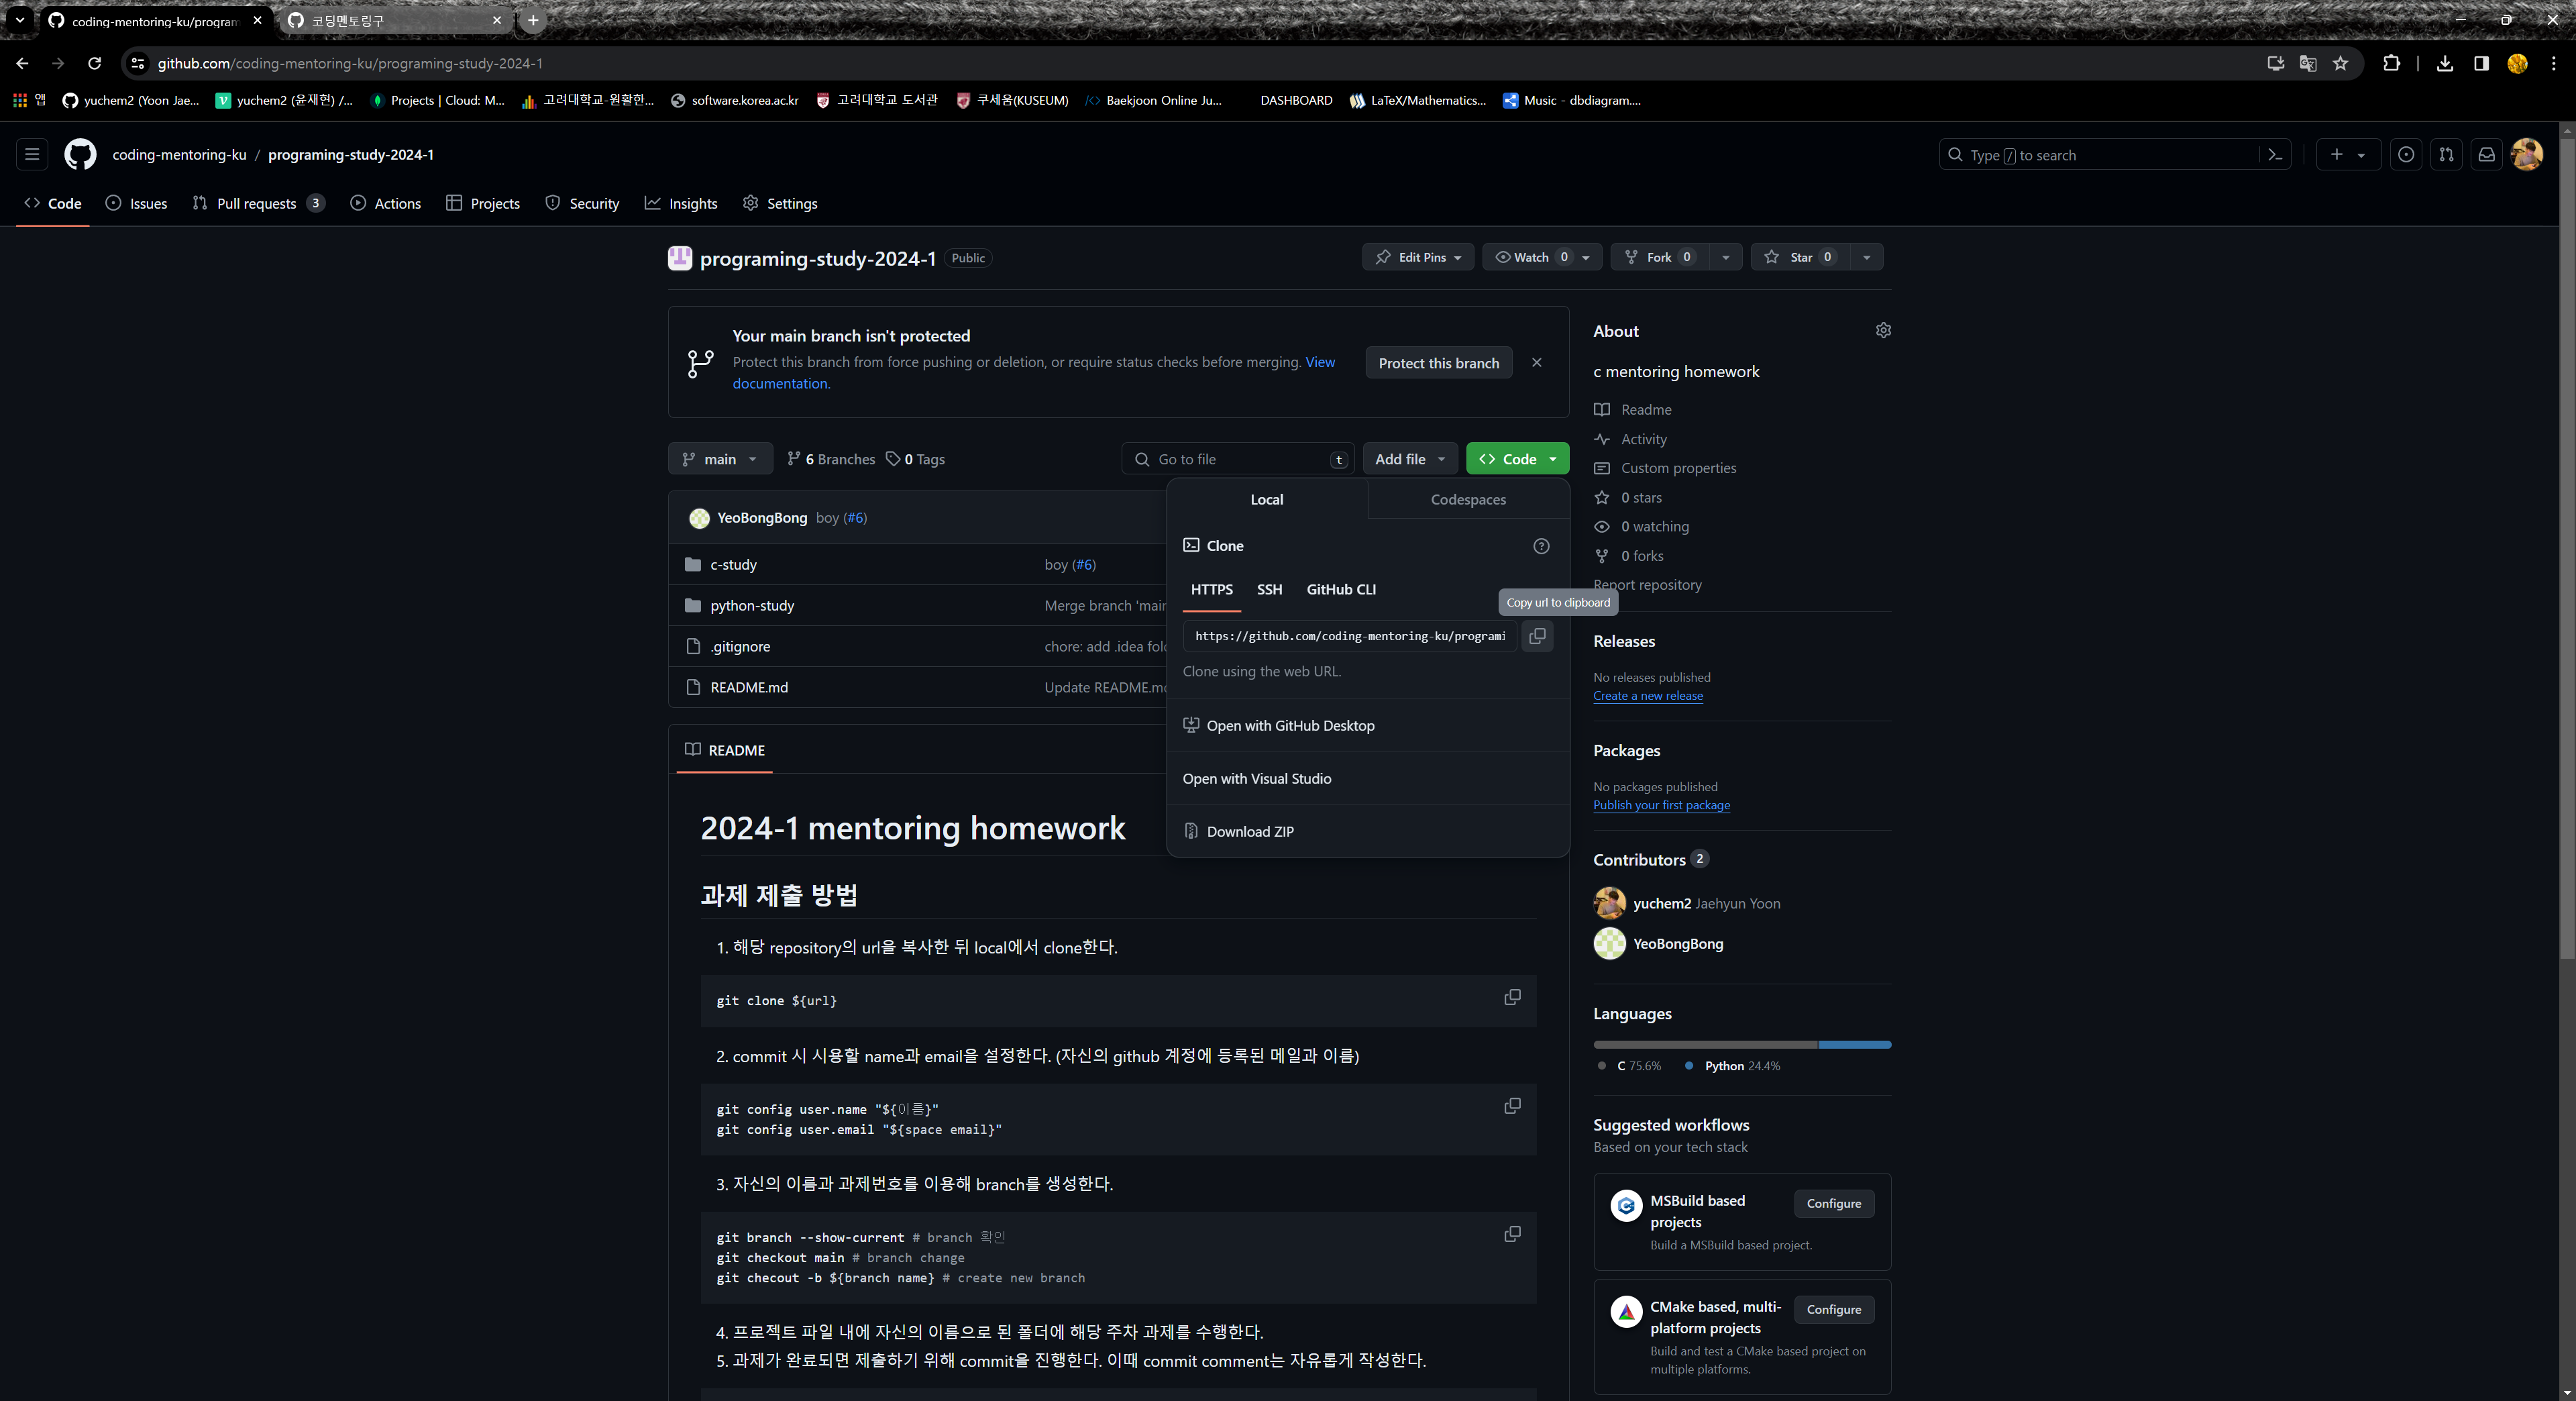 coding-mentoring-ku/program
코딩멘토링구
github.com/coding-mentoring-ku/programing-study-2024-1
앱
yuchem2 (Yoon Jae...
yuchem2 (윤재현) /...
Projects | Cloud: M...
고려대학교-원활한...
software.korea.ac.kr
고려대학교 도서관
쿠세움(KUSEUM)
Baekjoon Online Ju...
DASHBOARD
LaTeX/Mathematics...
Music - dbdiagram....
coding-mentoring-ku / programing-study-2024-1
Type / to search
Code
Issues
Pull requests 3
Actions
Projects
Security
Insights
Settings
programing-study-2024-1 Public
Edit Pins
Watch 0
Fork 0
Star 0
Your main branch isn't protected
Protect this branch from force pushing or deletion, or require status checks before merging. View
documentation.
Protect this branch
main
6 Branches
0 Tags
Go to file t
Add file
Code
YeoBongBong boy (#6)
c-study boy (#6)
python-study Merge branch 'mair
.gitignore chore: add .idea fol
README.md Update README.m
Local
Codespaces
Clone
HTTPS
SSH
GitHub CLI
Copy url to clipboard
https://github.com/coding-mentoring-ku/programi
Clone using the web URL.
Open with GitHub Desktop
Open with Visual Studio
Download ZIP
README
2024-1 mentoring homework
과제 제출 방법
1. 해당 repository의 url을 복사한 뒤 local에서 clone한다.
git clone ${url}
2. commit 시 시용할 name과 email을 설정한다. (자신의 github 계정에 등록된 메일과 이름)
git config user.name "${이름}"
git config user.email "${space email}"
3. 자신의 이름과 과제번호를 이용해 branch를 생성한다.
git branch --show-current # branch 확인
git checkout main # branch change
git checout -b ${branch name} # create new branch
4. 프로젝트 파일 내에 자신의 이름으로 된 폴더에 해당 주차 과제를 수행한다.
5. 과제가 완료되면 제출하기 위해 commit을 진행한다. 이때 commit comment는 자유롭게 작성한다.
About
c mentoring homework
Readme
Activity
Custom properties
0 stars
0 watching
0 forks
Report repository
Releases
No releases published
Create a new release
Packages
No packages published
Publish your first package
Contributors 2
yuchem2 Jaehyun Yoon
YeoBongBong
Languages
C 75.6%
Python 24.4%
Suggested workflows
Based on your tech stack
MSBuild based
projects
Configure
Build a MSBuild based project.
CMake based, multi-
platform projects
Configure
Build and test a CMake based project on
multiple platforms.